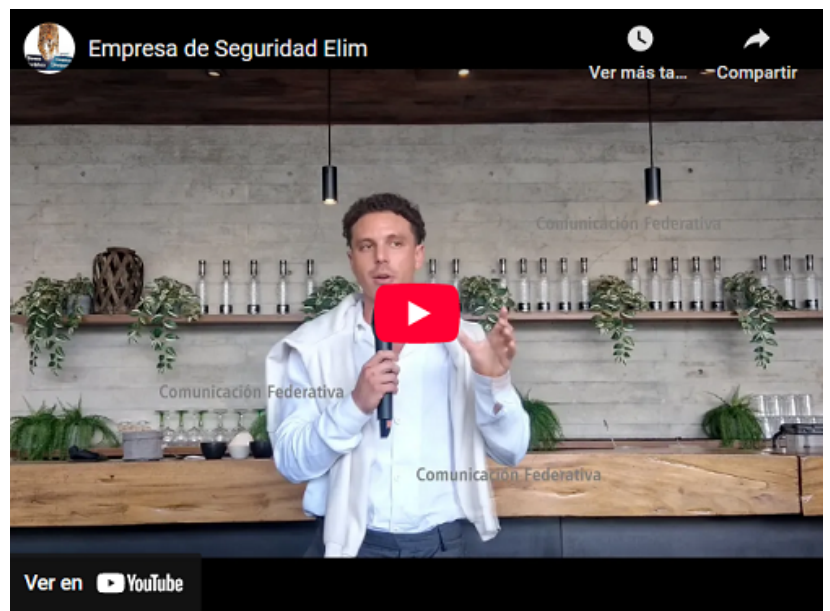 Empresa de Seguridad Elim
Ver más ta...
Compartir
Comunicación Federativa
Comunicación Federativa
Comunicación Federativa
Ver en YouTube